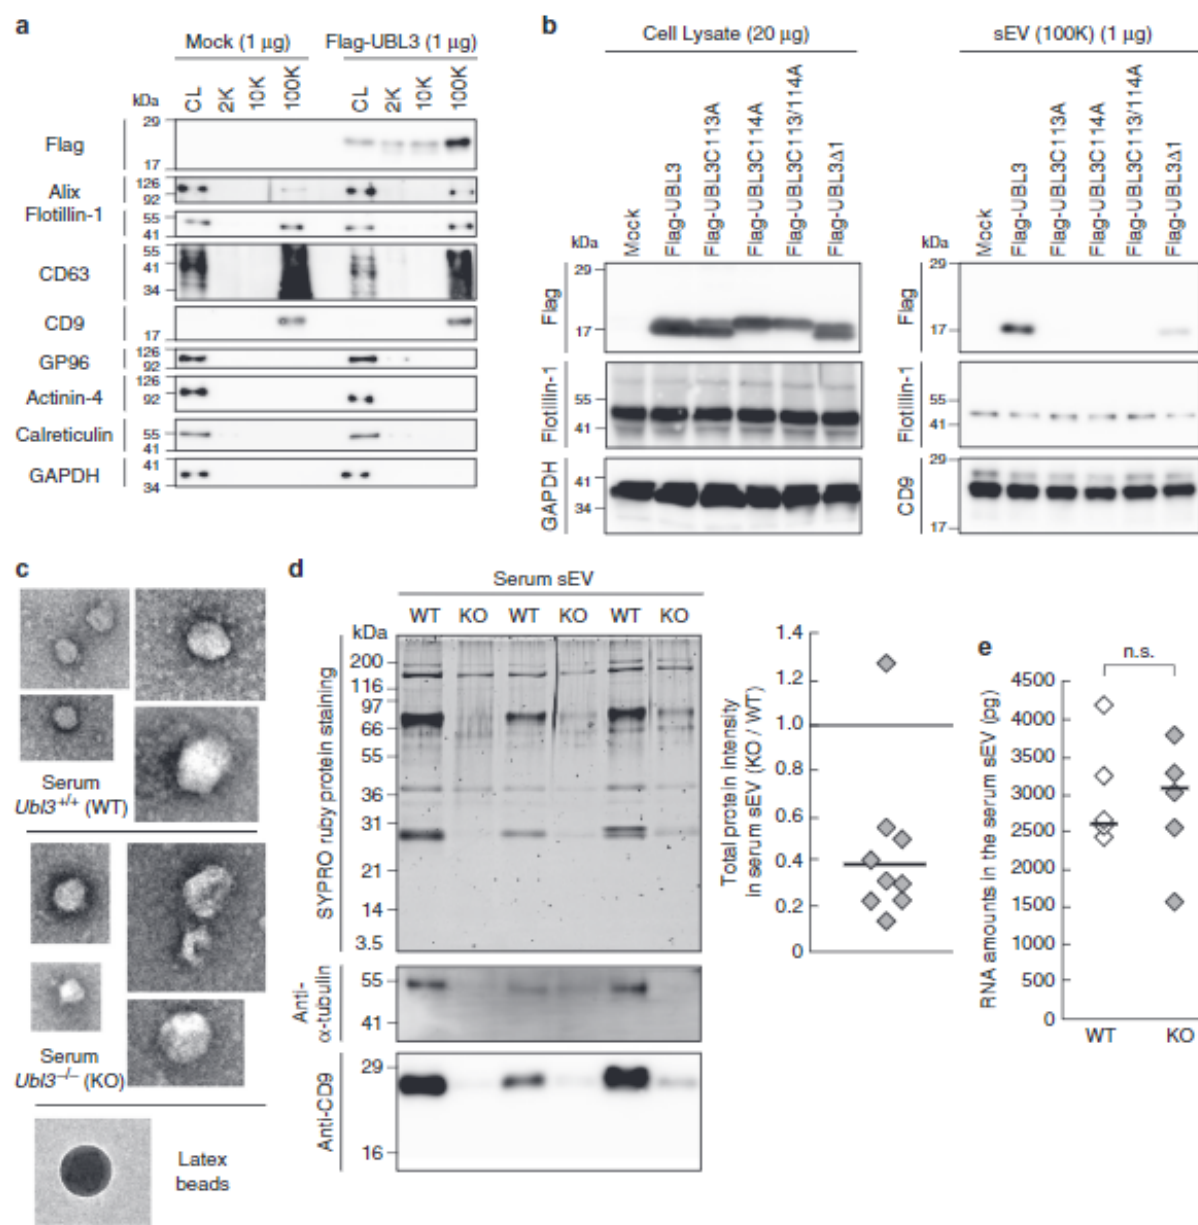 a
Mock (1 µg)
Flag-UBL3 (1 µg)
kDa
CL
2K
10K
100K
CL
2K
10K
100K
Flag
29
17
Alix
126
92
Flotillin-1
55
41
CD63
55
41
34
CD9
17
GP96
126
92
Actinin-4
126
92
Calreticulin
55
41
GAPDH
41
34
b
Cell Lysate (20 µg)
kDa
Mock
Flag-UBL3
Flag-UBL3C113A
Flag-UBL3C114A
Flag-UBL3C113/114A
Flag-UBL3Δ1
Flag
29
17
Flotillin-1
55
41
GAPDH
41
34
sEV (100K) (1 µg)
kDa
Mock
Flag-UBL3
Flag-UBL3C113A
Flag-UBL3C114A
Flag-UBL3C113/114A
Flag-UBL3Δ1
Flag
29
17
Flotillin-1
55
41
CD9
29
17
c
Serum
Ubl3+/+ (WT)
Serum
Ubl3–/– (KO)
Latex
beads
d
Serum sEV
WT KO WT KO WT KO
kDa
200
116
97
66
55
36
31
21
14
3.5
SYPRO ruby protein staining
Anti-
α-tubulin
55
41
Anti-CD9
29
16
Total protein intensity
in serum sEV (KO / WT)
1.4
1.2
1.0
0.8
0.6
0.4
0.2
0
e
n.s.
RNA amounts in the serum sEV (pg)
4500
4000
3500
3000
2500
2000
1500
1000
500
0
WT KO